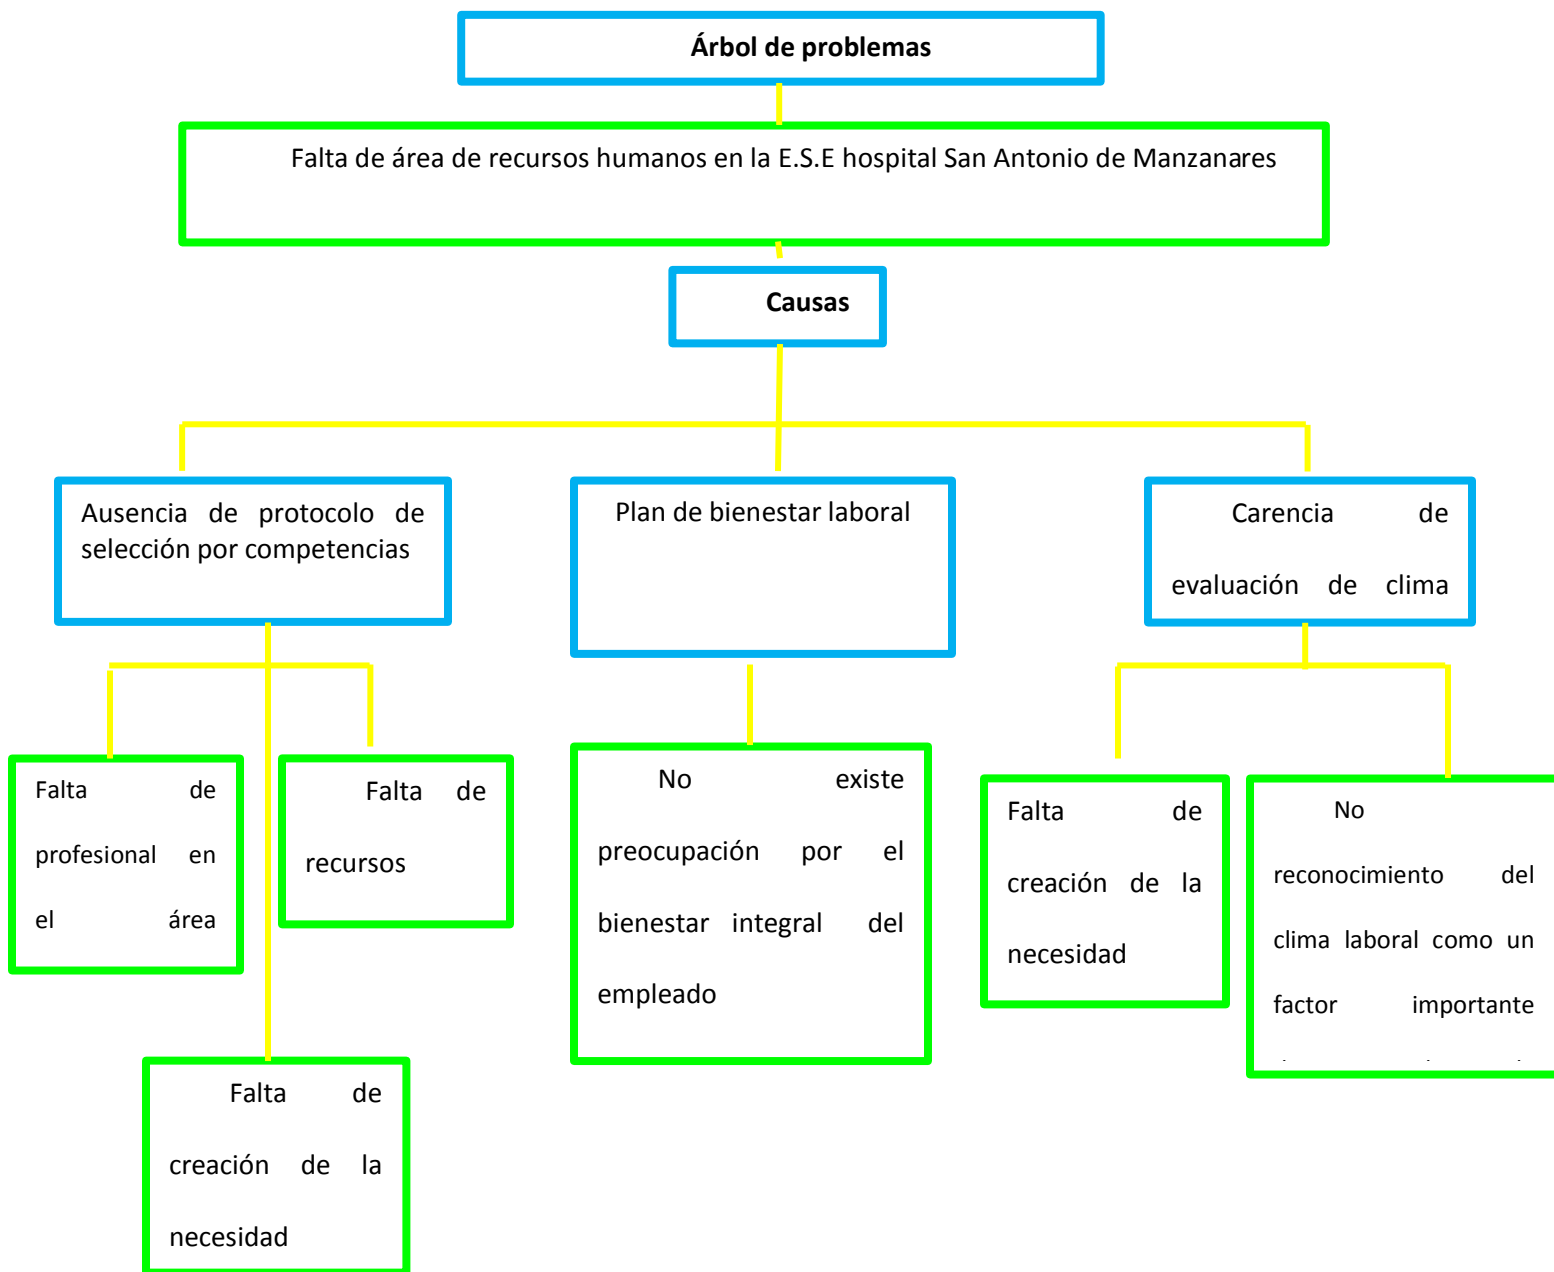 Árbol de problemas
Falta de área de recursos humanos en la E.S.E hospital San Antonio de Manzanares
Causas
Ausencia de protocolo de
selección por competencias
Plan de bienestar laboral
Carencia de
evaluación de clima
Falta de
profesional en
el área
Falta de
recursos
No existe
preocupación por el
bienestar integral del
empleado
Falta de
creación de la
necesidad
No
reconocimiento del
clima laboral como un
factor importante
Falta de
creación de la
necesidad